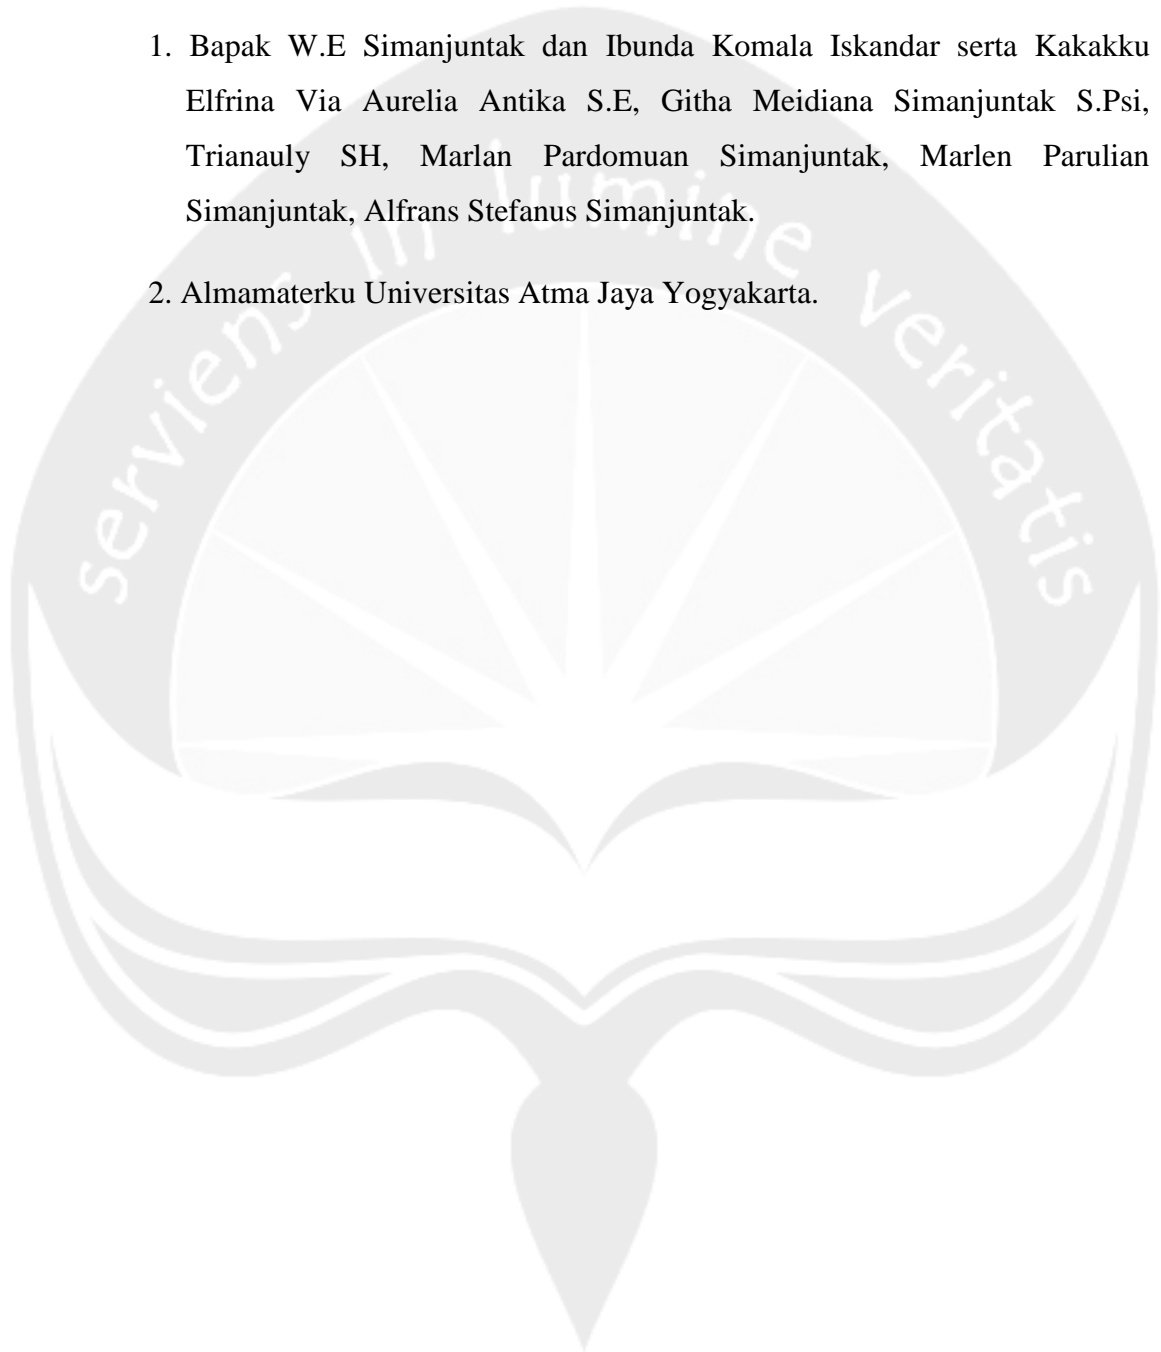 1. Bapak W.E Simanjuntak dan Ibunda Komala Iskandar serta Kakakku
Elfrina Via Aurelia Antika S.E, Githa Meidiana Simanjuntak S.Psi,
Trianauly SH, Marlan Pardomuan Simanjuntak, Marlen Parulian
Simanjuntak, Alfrans Stefanus Simanjuntak.
2. Almamaterku Universitas Atma Jaya Yogyakarta.
serviens in lumine veritatis